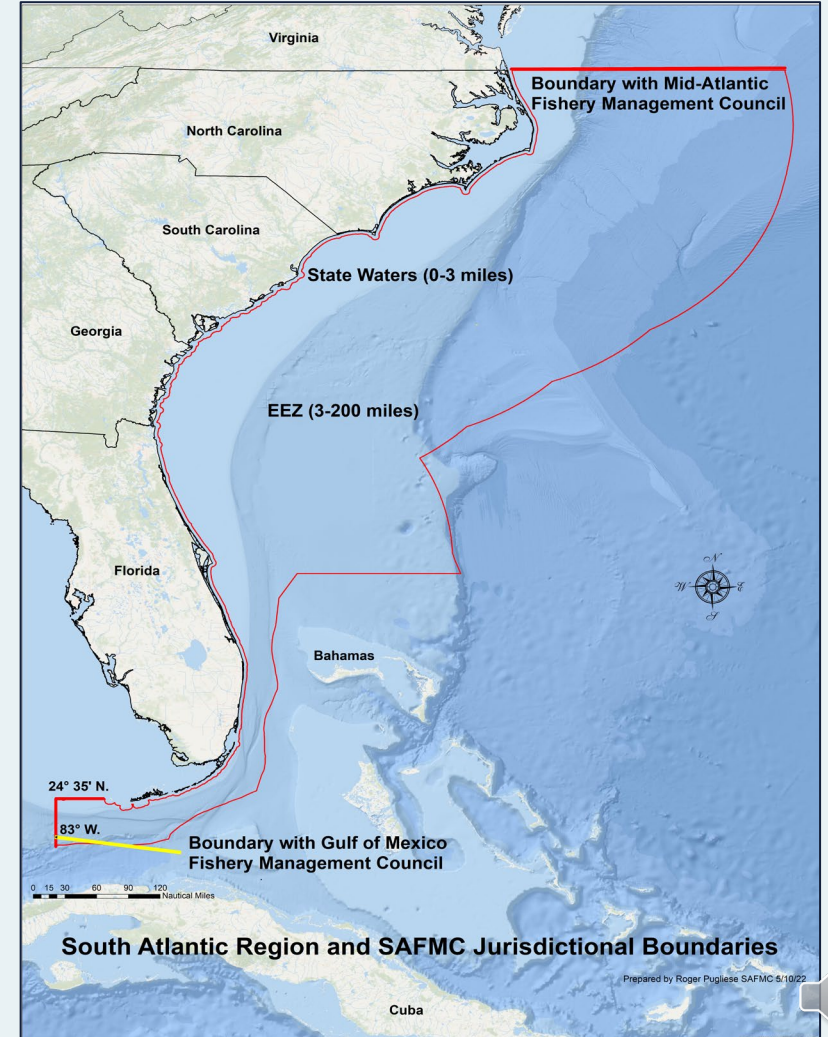 Virginia
Boundary with Mid-Atlantic
Fishery Management Council
North Carolina
South Carolina
State Waters (0-3 miles)
Georgia
EEZ (3-200 miles)
Florida
N
W
E
S
Bahamas
24° 35' N.
83° W.
Boundary with Gulf of Mexico
Fishery Management Council
0 15 30 60 90 120
Nautical Miles
South Atlantic Region and SAFMC Jurisdictional Boundaries
Prepared by Roger Pugliese SAFMC 5/10/22
Cuba